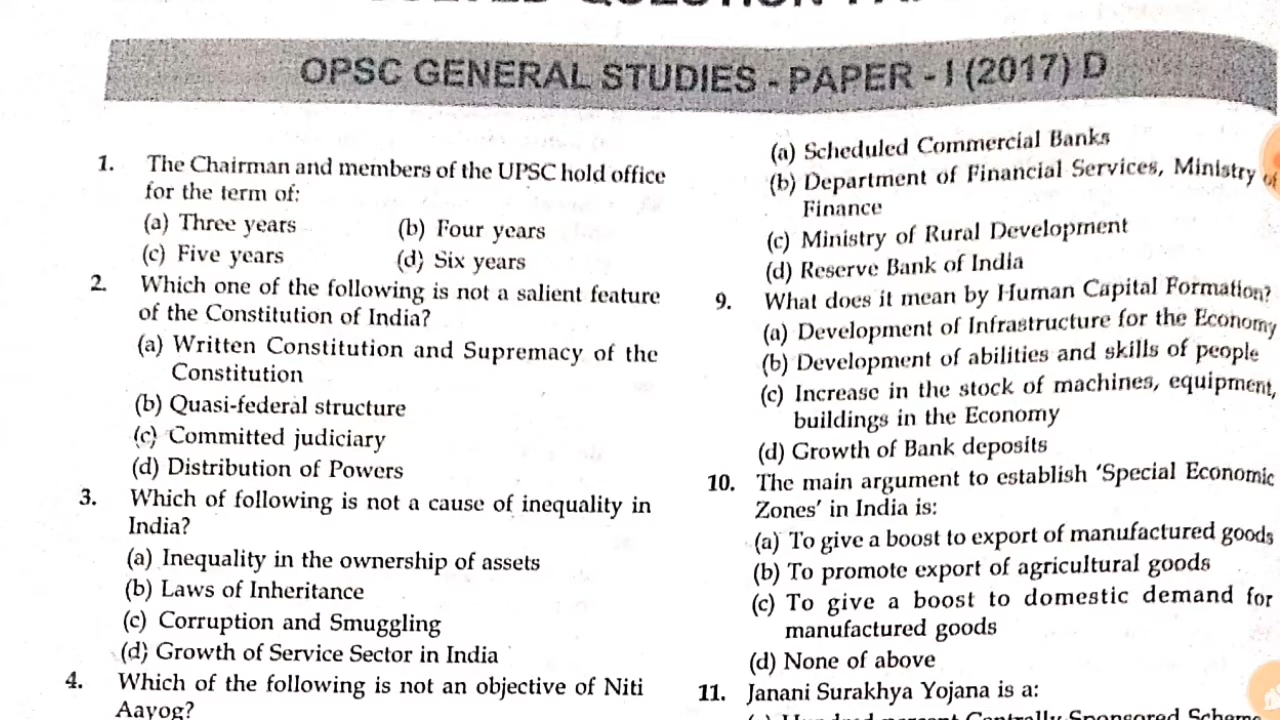 OPSC GENERAL STUDIES - PAPER - I (2017) D
1. The Chairman and members of the UPSC hold office
for the term of:
(a) Three years (b) Four years
(c) Five years (d) Six years
2. Which one of the following is not a salient feature
of the Constitution of India?
(a) Written Constitution and Supremacy of the
Constitution
(b) Quasi-federal structure
(c) Committed judiciary
(d) Distribution of Powers
3. Which of following is not a cause of inequality in
India?
(a) Inequality in the ownership of assets
(b) Laws of Inheritance
(c) Corruption and Smuggling
(d) Growth of Service Sector in India
4. Which of the following is not an objective of Niti
Aayog?
(a) Scheduled Commercial Banks
(b) Department of Financial Services, Ministry of
Finance
(c) Ministry of Rural Development
(d) Reserve Bank of India
9. What does it mean by Human Capital Formation?
(a) Development of Infrastructure for the Economy
(b) Development of abilities and skills of people
(c) Increase in the stock of machines, equipment,
buildings in the Economy
(d) Growth of Bank deposits
10. The main argument to establish 'Special Economic
Zones' in India is:
(a) To give a boost to export of manufactured goods
(b) To promote export of agricultural goods
(c) To give a boost to domestic demand for
manufactured goods
(d) None of above
11. Janani Surakhya Yojana is a: